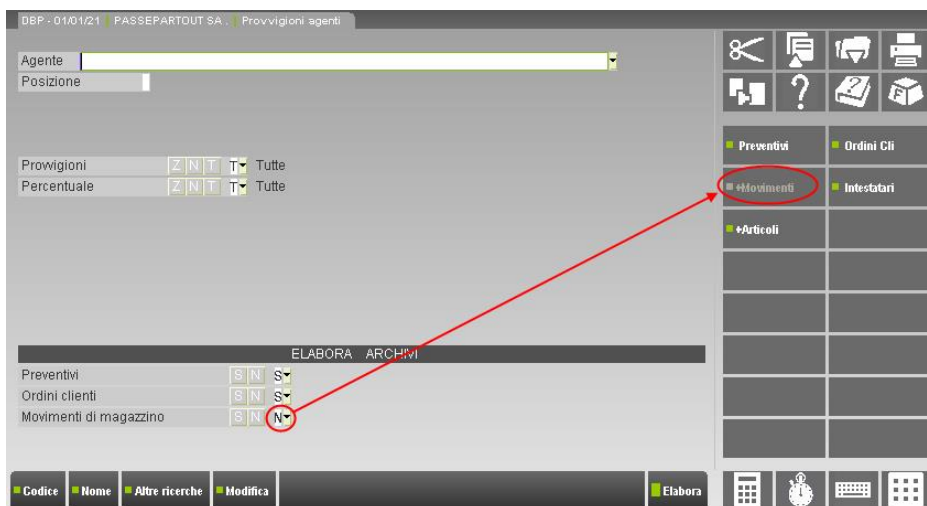 DBP - 01/01/21 PASSEPARTOUT SA . Provvigioni agenti
Agente
Posizione
Provvigioni Z N T T Tutte
Percentuale Z N T T Tutte
ELABORA ARCHIVI
Preventivi S N S
Ordini clienti S N S
Movimenti di magazzino S N N
Codice Nome Altre ricerche Modifica Elabora
? ? F
Preventivi Ordini Cli
+Movimenti Intestatari
+Articoli